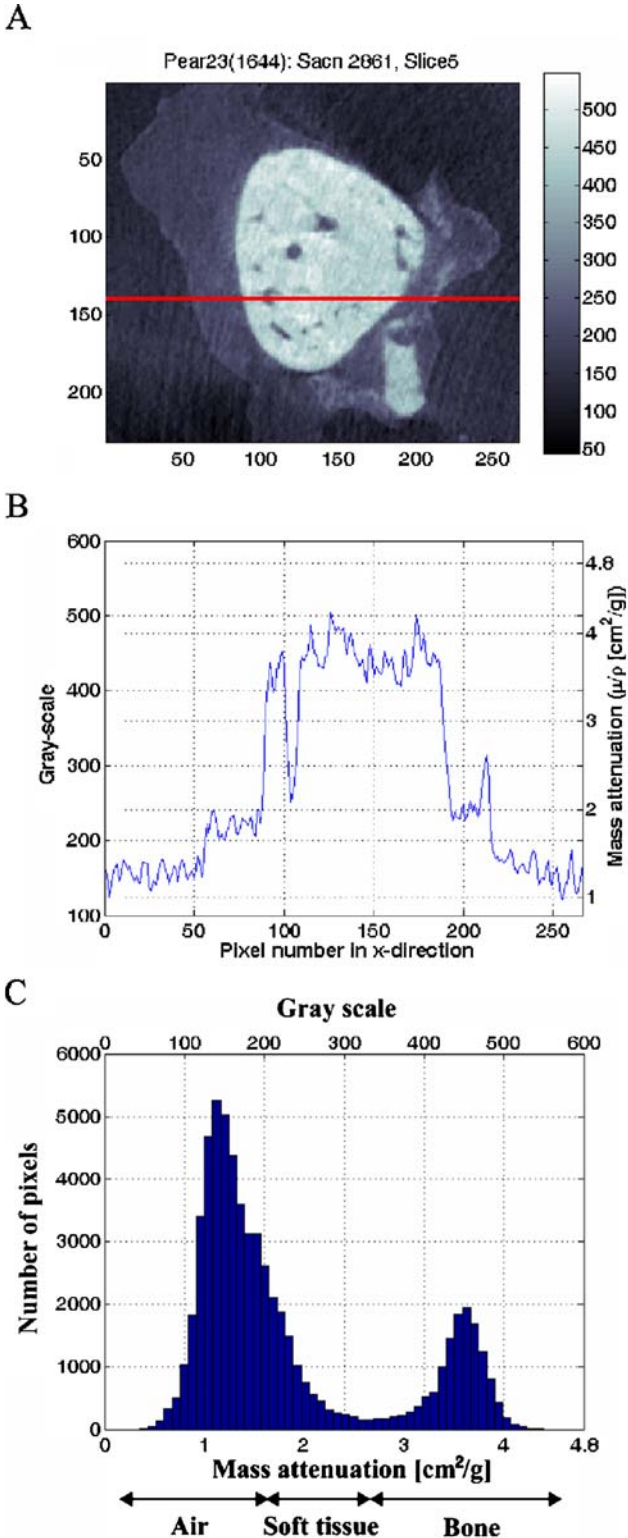 A
Pear23(1644): Sacn 2861, Slice5
50
100
150
200
50 100 150 200 250
500
450
400
350
300
250
200
150
100
50
B
600
500
400
300
200
100
Gray-scale
0 50 100 150 200 250
Pixel number in x-direction
4.8
4
3
2
1
Mass attenuation (μ/ρ [cm²/g])
C
Gray scale
0 100 200 300 400 500 600
6000
5000
4000
3000
2000
1000
0
Number of pixels
0 1 2 3 4 4.8
Mass attenuation [cm²/g]
Air Soft tissue Bone